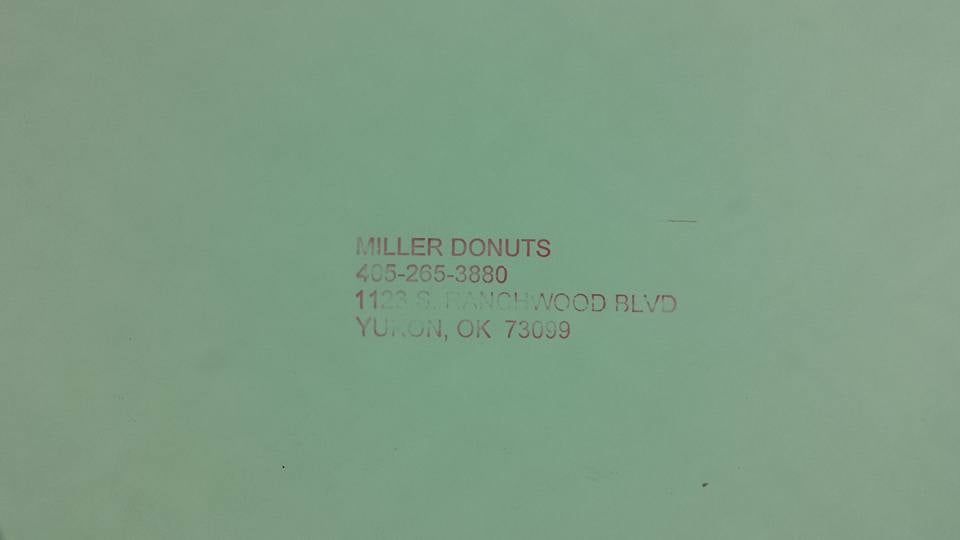 MILLER DONUTS
405-265-3880
1123 S. RANCHWOOD BLVD
YUKON, OK 73099